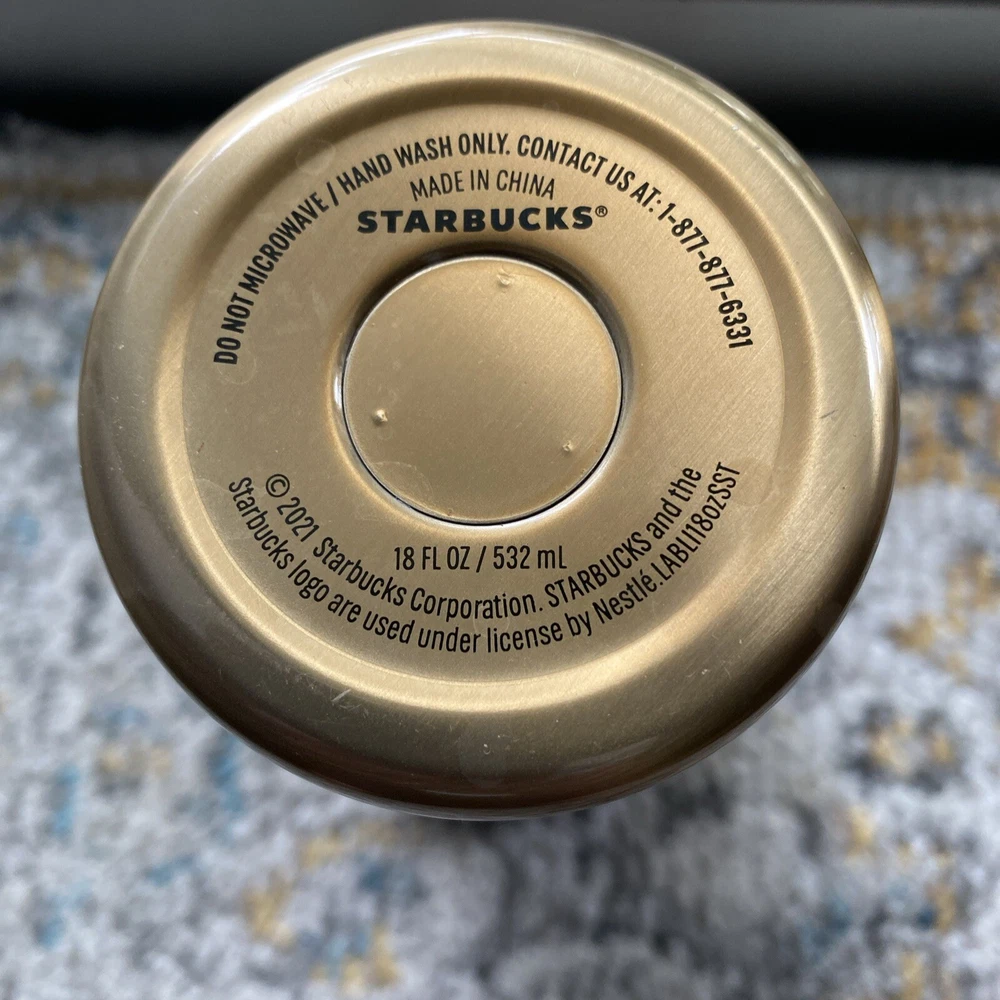 DO NOT MICROWAVE / HAND WASH ONLY. CONTACT US AT: 1-877-877-6331
MADE IN CHINA
STARBUCKS®
18 FL OZ / 532 mL
© 2021 Starbucks Corporation. STARBUCKS and the
Starbucks logo are used under license by Nestlé.LABLI18ozSST